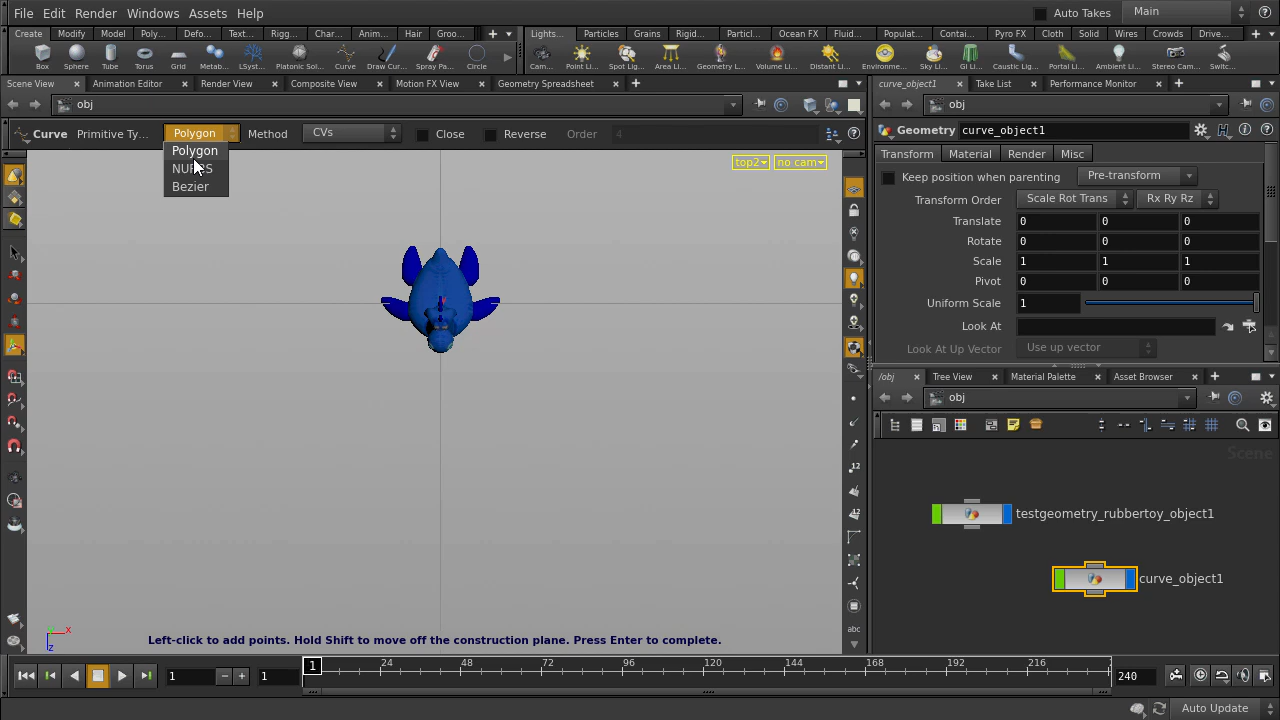 File Edit Render Windows Assets Help
Auto Takes Main
Create Modify Model Poly... Defo... Text... Rigg... Char... Anim... Hair Groo...
Lights... Particles Grains Rigid... Particl... Ocean FX Fluid... Populat... Contai... Pyro FX Cloth Solid Wires Crowds Drive...
Box Sphere Tube Torus Grid Metab... LSyst... Platonic Sol... Curve Draw Cur... Spray Pa... Circle
Cam... Point Li... Spot Lig... Area Li... Geometry L... Volume Li... Distant Li... Environme... Sky Li... GI Li... Caustic Lig... Portal Li... Ambient Li... Stereo Cam... Switc...
Scene View Animation Editor Render View Composite View Motion FX View Geometry Spreadsheet
obj
Curve Primitive Ty... Polygon Method CVs Close Reverse Order 4
Polygon
Bezier
top2 no cam
Left-click to add points. Hold Shift to move off the construction plane. Press Enter to complete.
x
z
12
12
abc
curve_object1 Take List Performance Monitor
obj
Geometry curve_object1
Transform Material Render Misc
Keep position when parenting Pre-transform
Transform Order Scale Rot Trans Rx Ry Rz
Translate 0 0 0
Rotate 0 0 0
Scale 1 1 1
Pivot 0 0 0
Uniform Scale 1
Look At
Look At Up Vector Use up vector
/obj Tree View Material Palette Asset Browser
obj
Scene
testgeometry_rubbertoy_object1
curve_object1
1 1 1 24 48 72 96 120 144 168 192 216 240
Auto Update